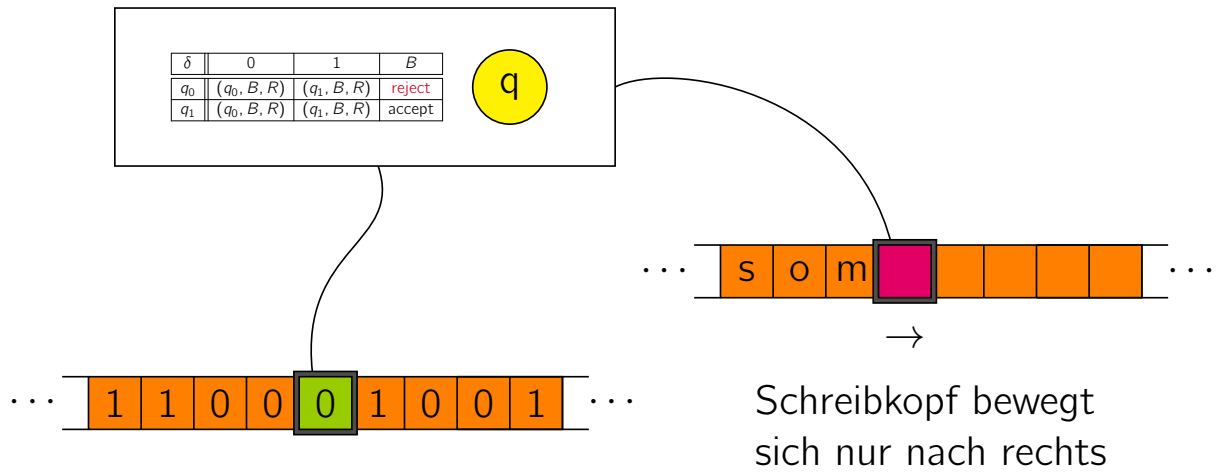 δ 0 1 B
q₀ (q₀, B, R) (q₁, B, R) reject
q₁ (q₀, B, R) (q₁, B, R) accept
q
··· s o m ···
→
··· 1 1 0 0 0 1 0 0 1 ···
Schreibkopf bewegt
sich nur nach rechts